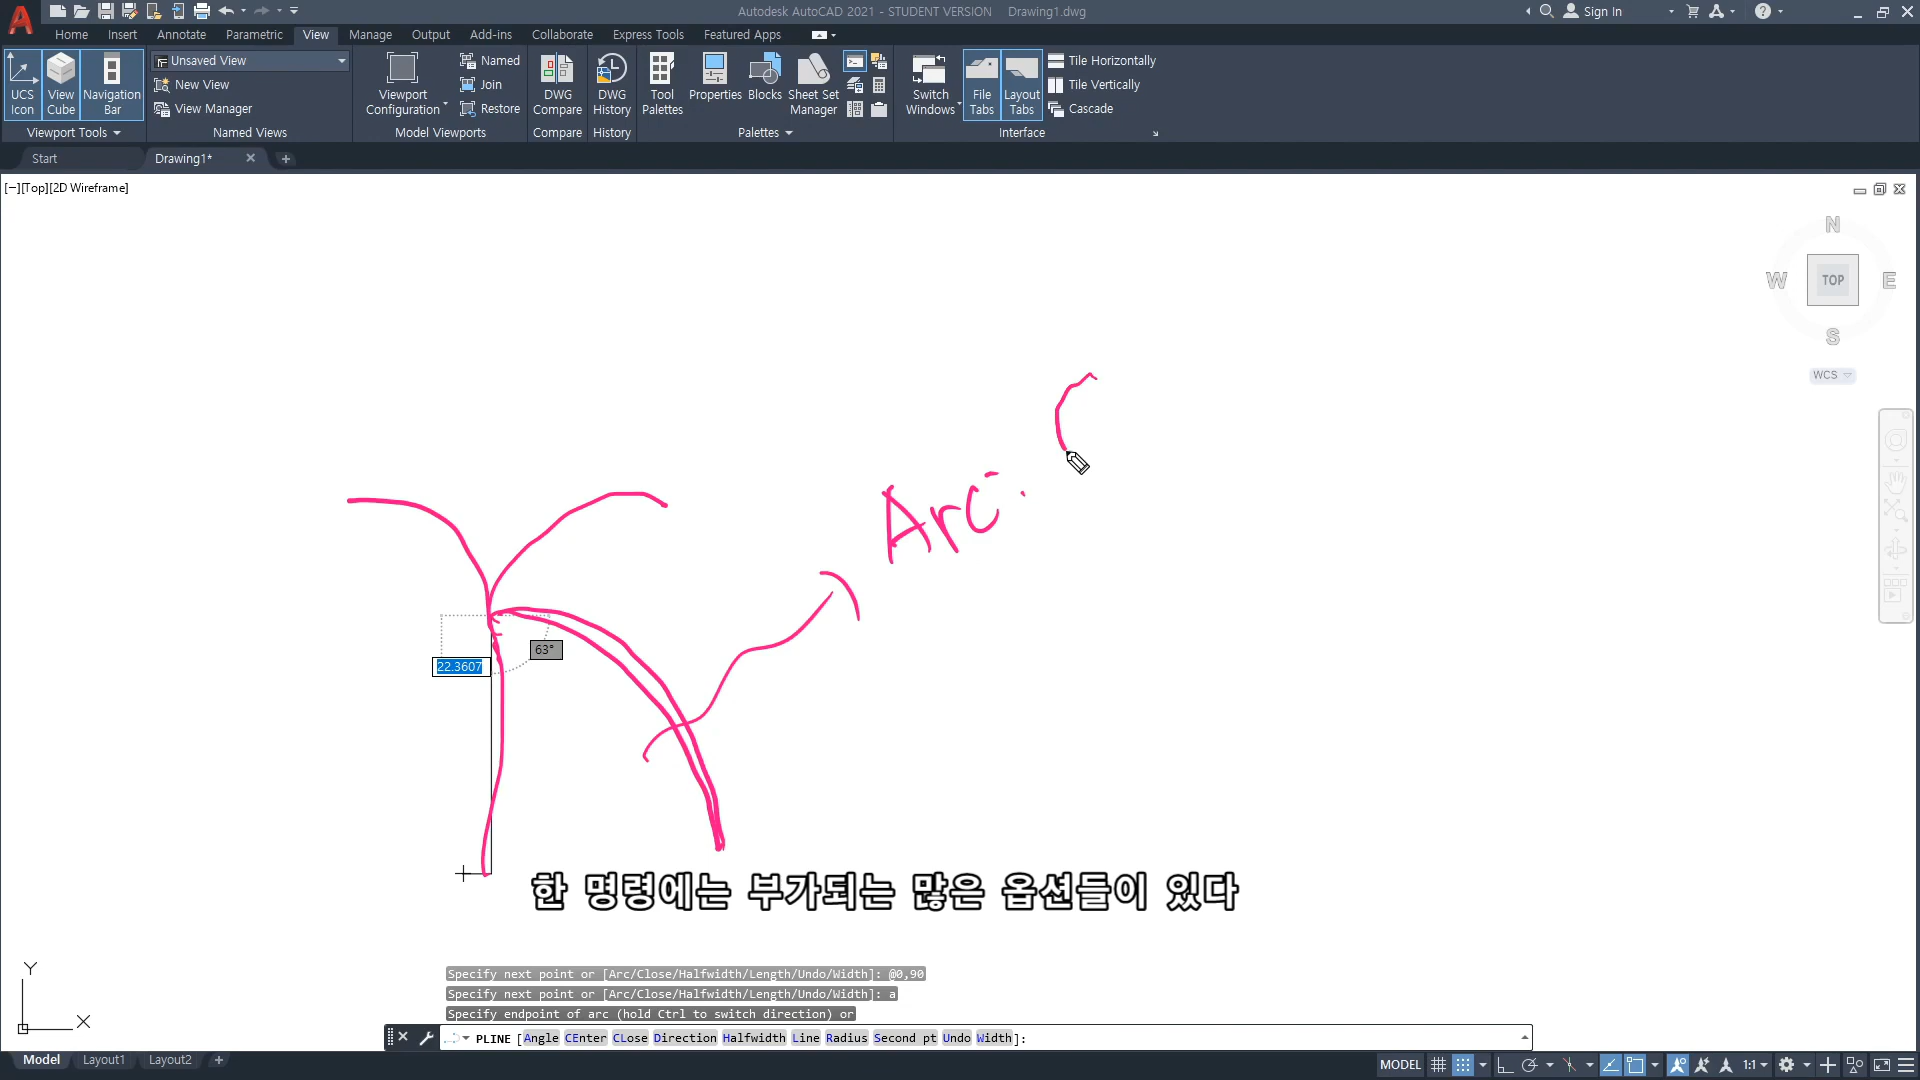 Autodesk AutoCAD 2021 - STUDENT VERSION Drawing1.dwg
Sign In
Home Insert Annotate Parametric View Manage Output Add-ins Collaborate Express Tools Featured Apps
UCS Icon
View Cube
Navigation Bar
Viewport Tools
Unsaved View
New View
View Manager
Named Views
Viewport Configuration
Named
Join
Restore
Model Viewports
DWG Compare
Compare
DWG History
History
Tool Palettes
Properties
Blocks
Sheet Set Manager
Palettes
Switch Windows
File Tabs
Layout Tabs
Tile Horizontally
Tile Vertically
Cascade
Interface
Start
Drawing1*
[−][Top][2D Wireframe]
N
W
TOP
E
S
WCS
Arc
63°
22.3607
한 명령에는 부가되는 많은 옵션들이 있다
Y
X
Specify next point or [Arc/Close/Halfwidth/Length/Undo/Width]: @0,90
Specify next point or [Arc/Close/Halfwidth/Length/Undo/Width]: a
Specify endpoint of arc (hold Ctrl to switch direction) or
PLINE [Angle CEnter CLose Direction Halfwidth Line Radius Second pt Undo Width]:
Model Layout1 Layout2
MODEL
1:1